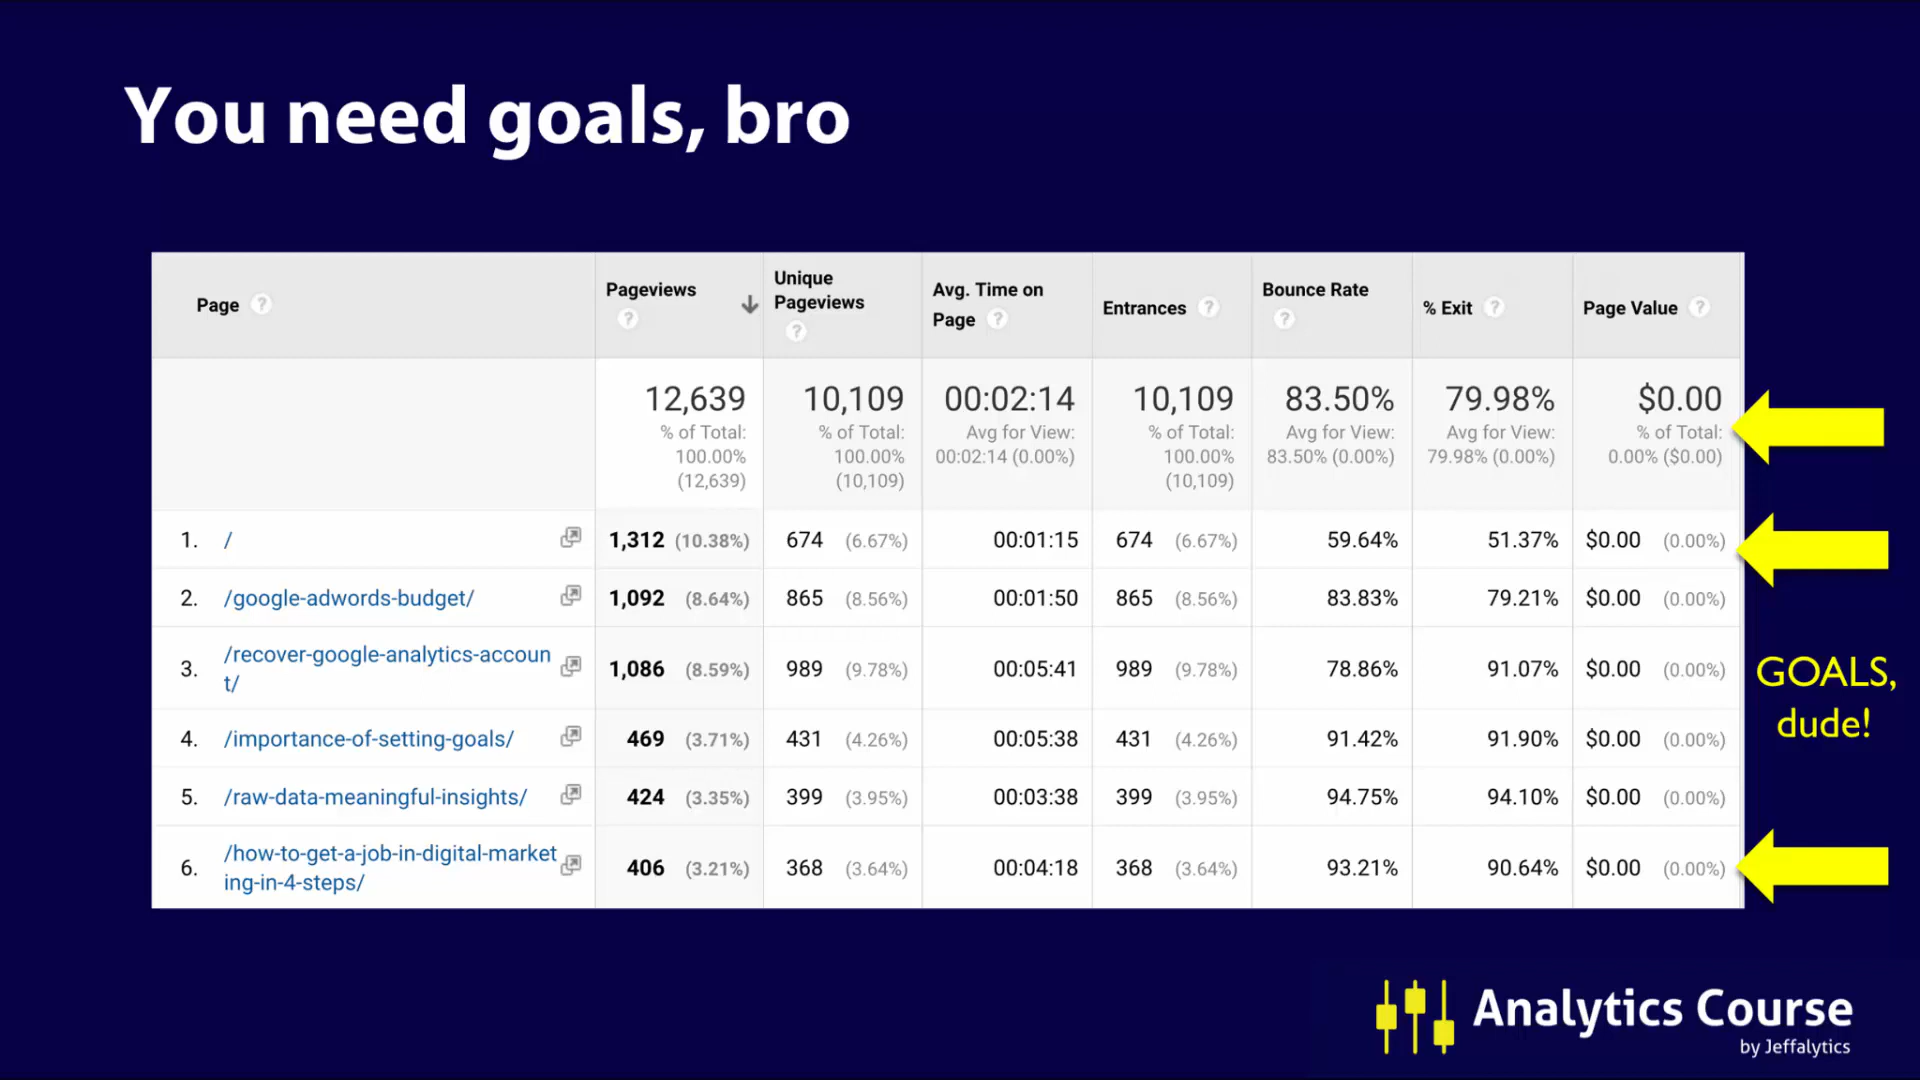 You need goals, bro
Page ? Pageviews ? Unique Pageviews ? Avg. Time on Page ? Entrances ? Bounce Rate ? % Exit ? Page Value ?
12,639 10,109 00:02:14 10,109 83.50% 79.98% $0.00
% of Total: % of Total: Avg for View: % of Total: Avg for View: Avg for View: % of Total:
100.00% 100.00% 00:02:14 (0.00%) 100.00% 83.50% (0.00%) 79.98% (0.00%) 0.00% ($0.00)
(12,639) (10,109) (10,109)
1. / 1,312 (10.38%) 674 (6.67%) 00:01:15 674 (6.67%) 59.64% 51.37% $0.00 (0.00%)
2. /google-adwords-budget/ 1,092 (8.64%) 865 (8.56%) 00:01:50 865 (8.56%) 83.83% 79.21% $0.00 (0.00%)
3. /recover-google-analytics-accoun
t/ 1,086 (8.59%) 989 (9.78%) 00:05:41 989 (9.78%) 78.86% 91.07% $0.00 (0.00%)
4. /importance-of-setting-goals/ 469 (3.71%) 431 (4.26%) 00:05:38 431 (4.26%) 91.42% 91.90% $0.00 (0.00%)
5. /raw-data-meaningful-insights/ 424 (3.35%) 399 (3.95%) 00:03:38 399 (3.95%) 94.75% 94.10% $0.00 (0.00%)
6. /how-to-get-a-job-in-digital-market
ing-in-4-steps/ 406 (3.21%) 368 (3.64%) 00:04:18 368 (3.64%) 93.21% 90.64% $0.00 (0.00%)
GOALS,
dude!
Analytics Course
by Jeffalytics